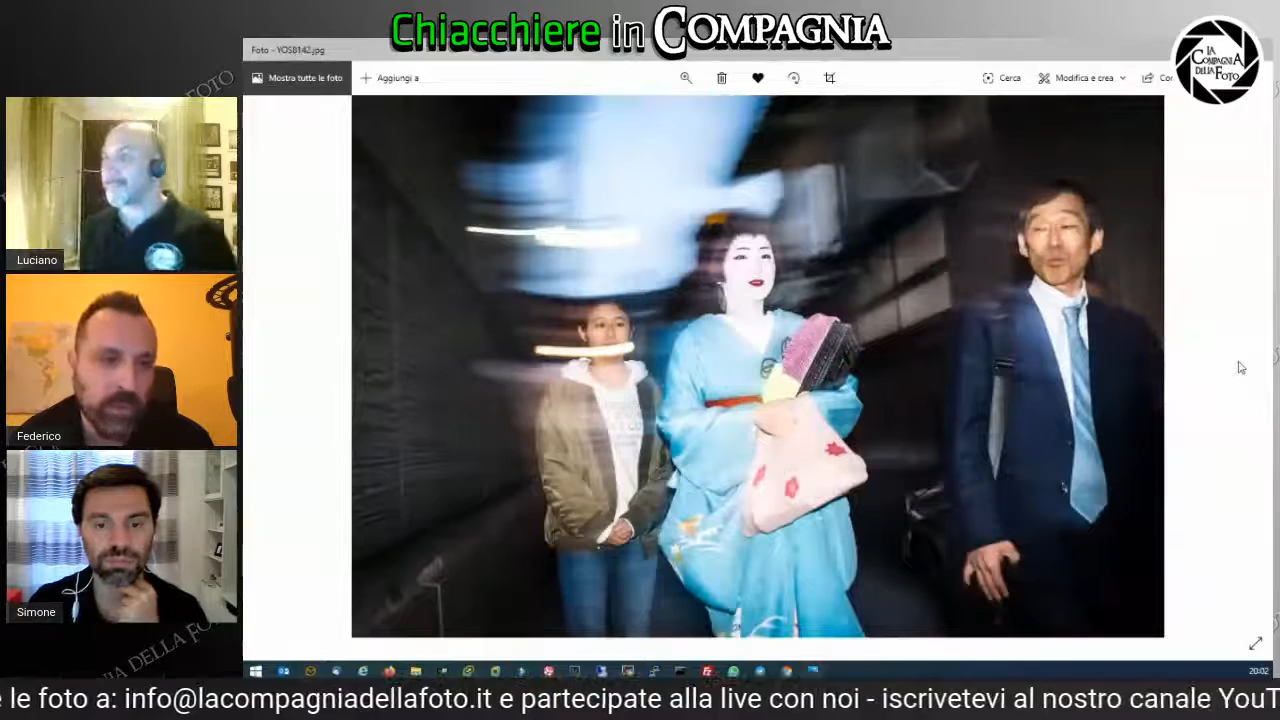 Chiacchiere in COMPAGNIA
Foto - YOS8142.jpg
Mostra tutte le foto
Aggiungi a
Cerca
Modifica e crea
LA COMPAGNIA DELLA FOTO
Luciano
Federico
Simone
20:02
e le foto a: info@lacompagniadellafoto.it e partecipate alla live con noi - iscrivetevi al nostro canale YouT